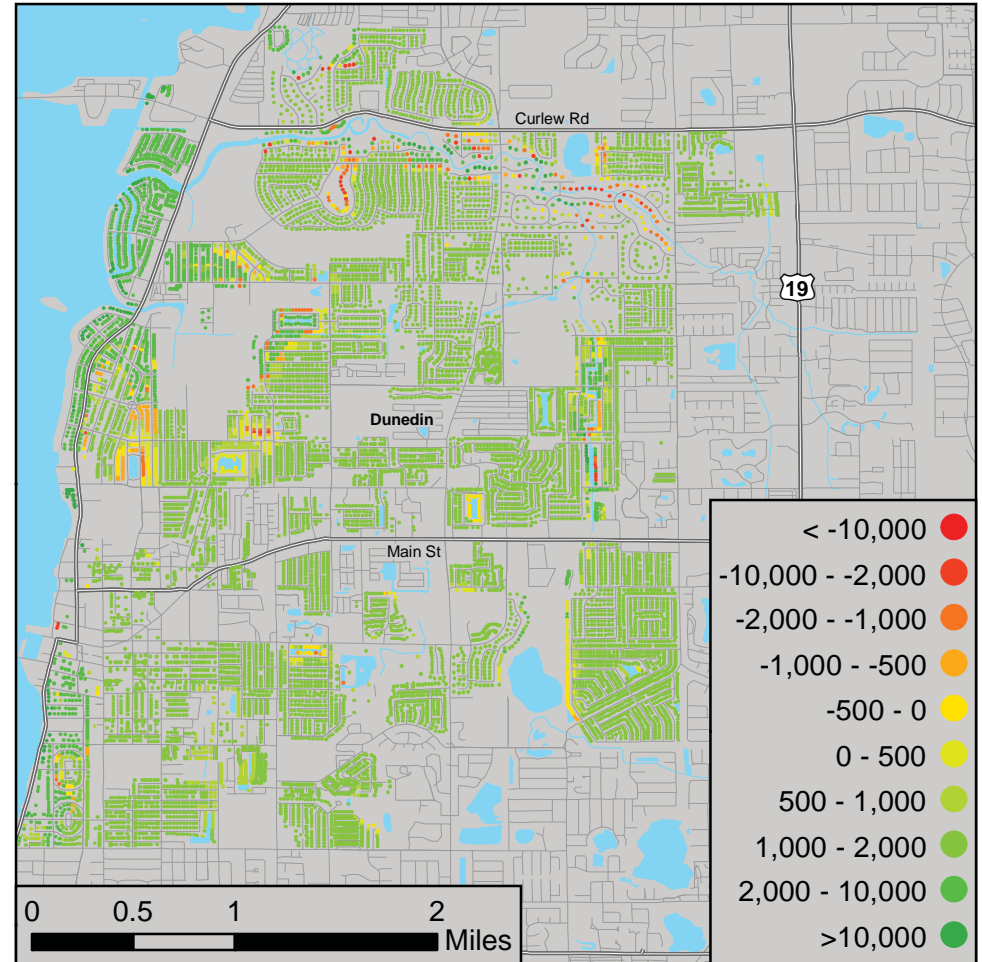 Curlew Rd
19
Dunedin
Main St
< -10,000
-10,000 - -2,000
-2,000 - -1,000
-1,000 - -500
-500 - 0
0 - 500
500 - 1,000
1,000 - 2,000
2,000 - 10,000
>10,000
0 0.5 1 2
Miles